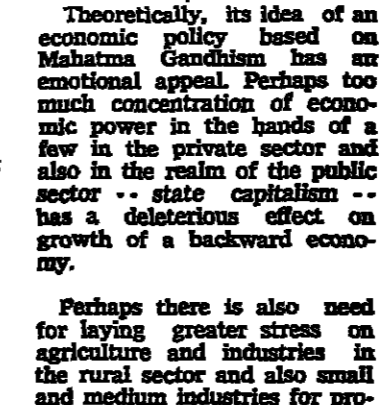 Theoretically, its idea of an
economic policy based on
Mahatma Gandhism has an
emotional appeal. Perhaps too
much concentration of econo-
mic power in the hands of a
few in the private sector and
also in the realm of the public
sector -- state capitalism --
has a deleterious effect on
growth of a backward econo-
my.
Perhaps there is also need
for laying greater stress on
agriculture and industries in
the rural sector and also small
and medium industries for pro-